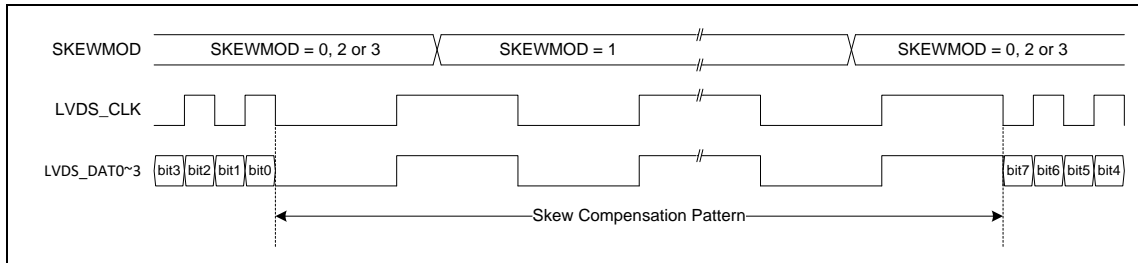 SKEWMOD SKEWMOD = 0, 2 or 3 SKEWMOD = 1 SKEWMOD = 0, 2 or 3
LVDS_CLK
LVDS_DAT0~3 bit3 bit2 bit1 bit0 bit7 bit6 bit5 bit4
Skew Compensation Pattern